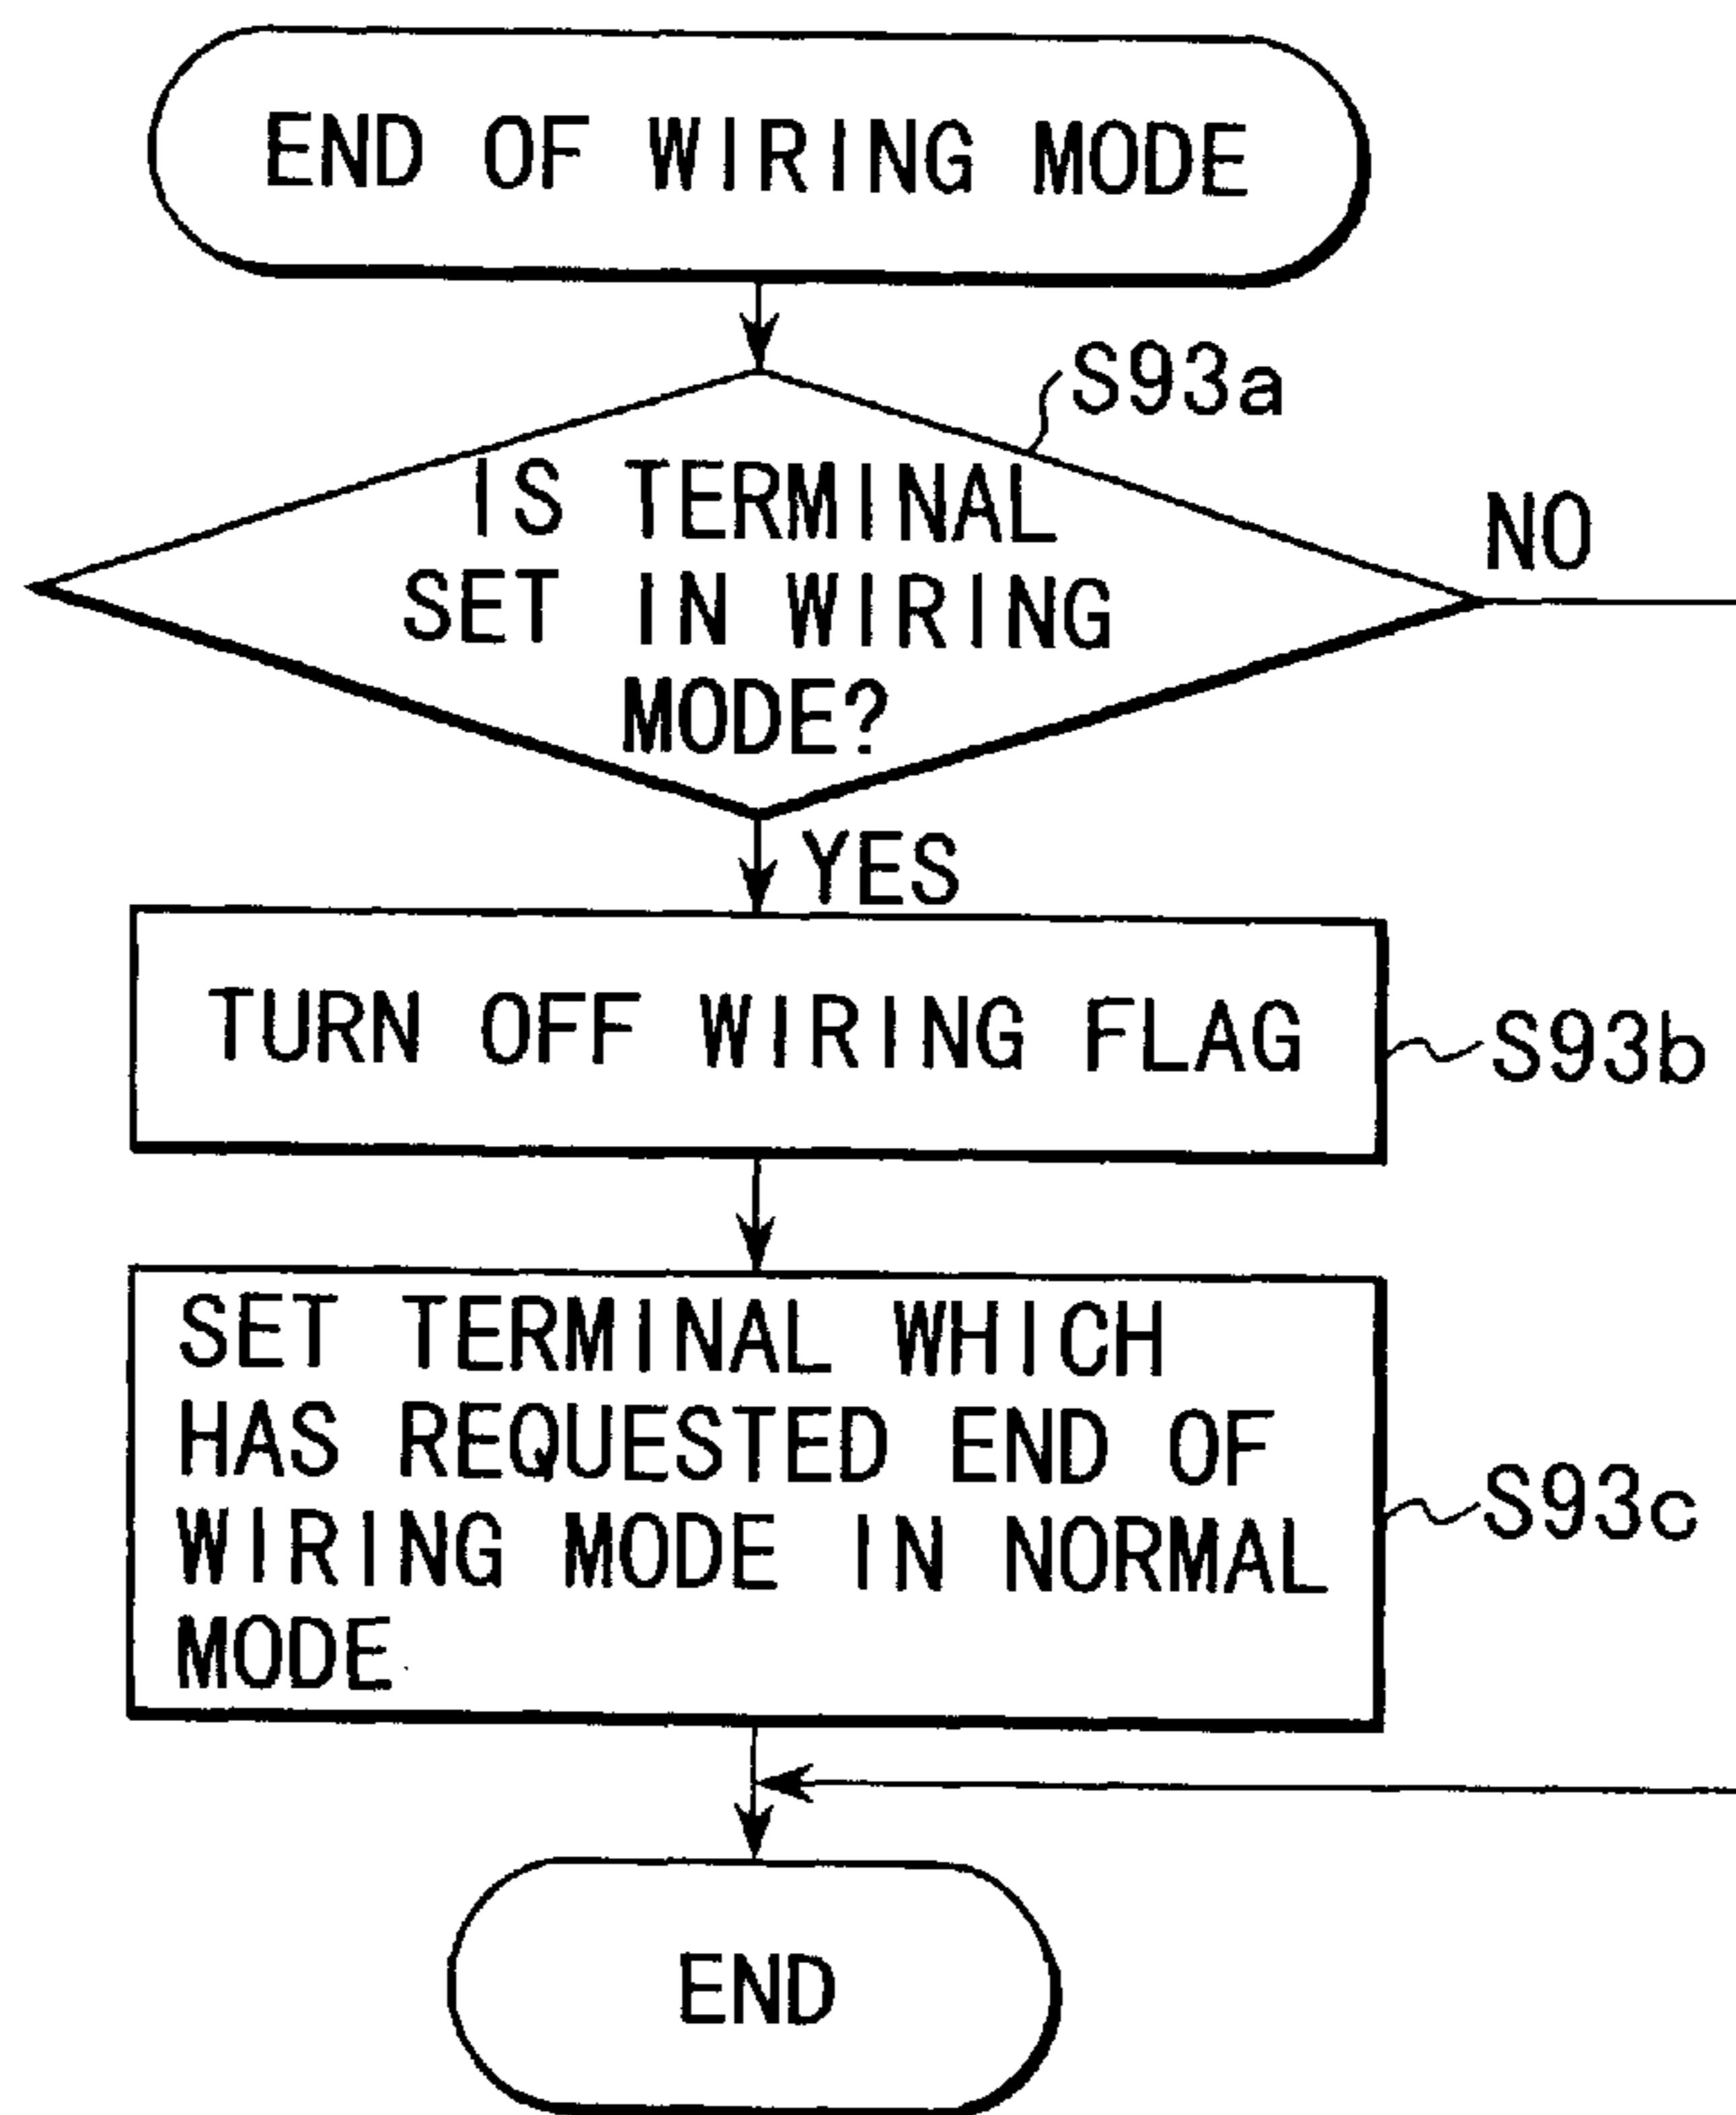 END OF WIRING MODE
S93a
IS TERMINAL
SET IN WIRING
MODE?
NO
YES
TURN OFF WIRING FLAG
S93b
SET TERMINAL WHICH
HAS REQUESTED END OF
WIRING MODE IN NORMAL
MODE
S93c
END